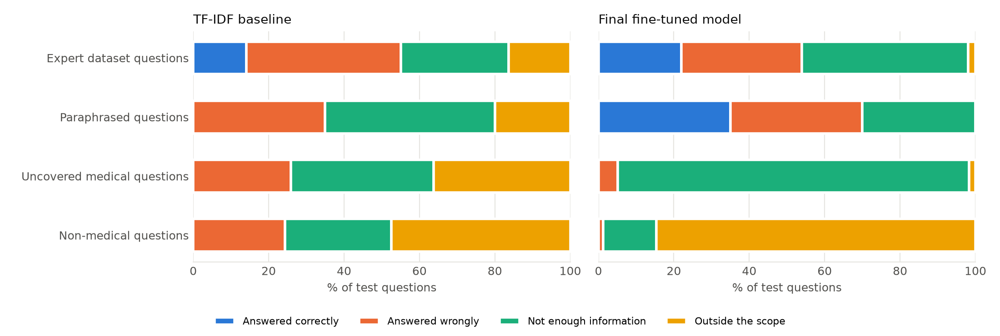 TF-IDF baseline
Final fine-tuned model
Expert dataset questions
Paraphrased questions
Uncovered medical questions
Non-medical questions
0 20 40 60 80 100
0 20 40 60 80 100
% of test questions
% of test questions
Answered correctly
Answered wrongly
Not enough information
Outside the scope